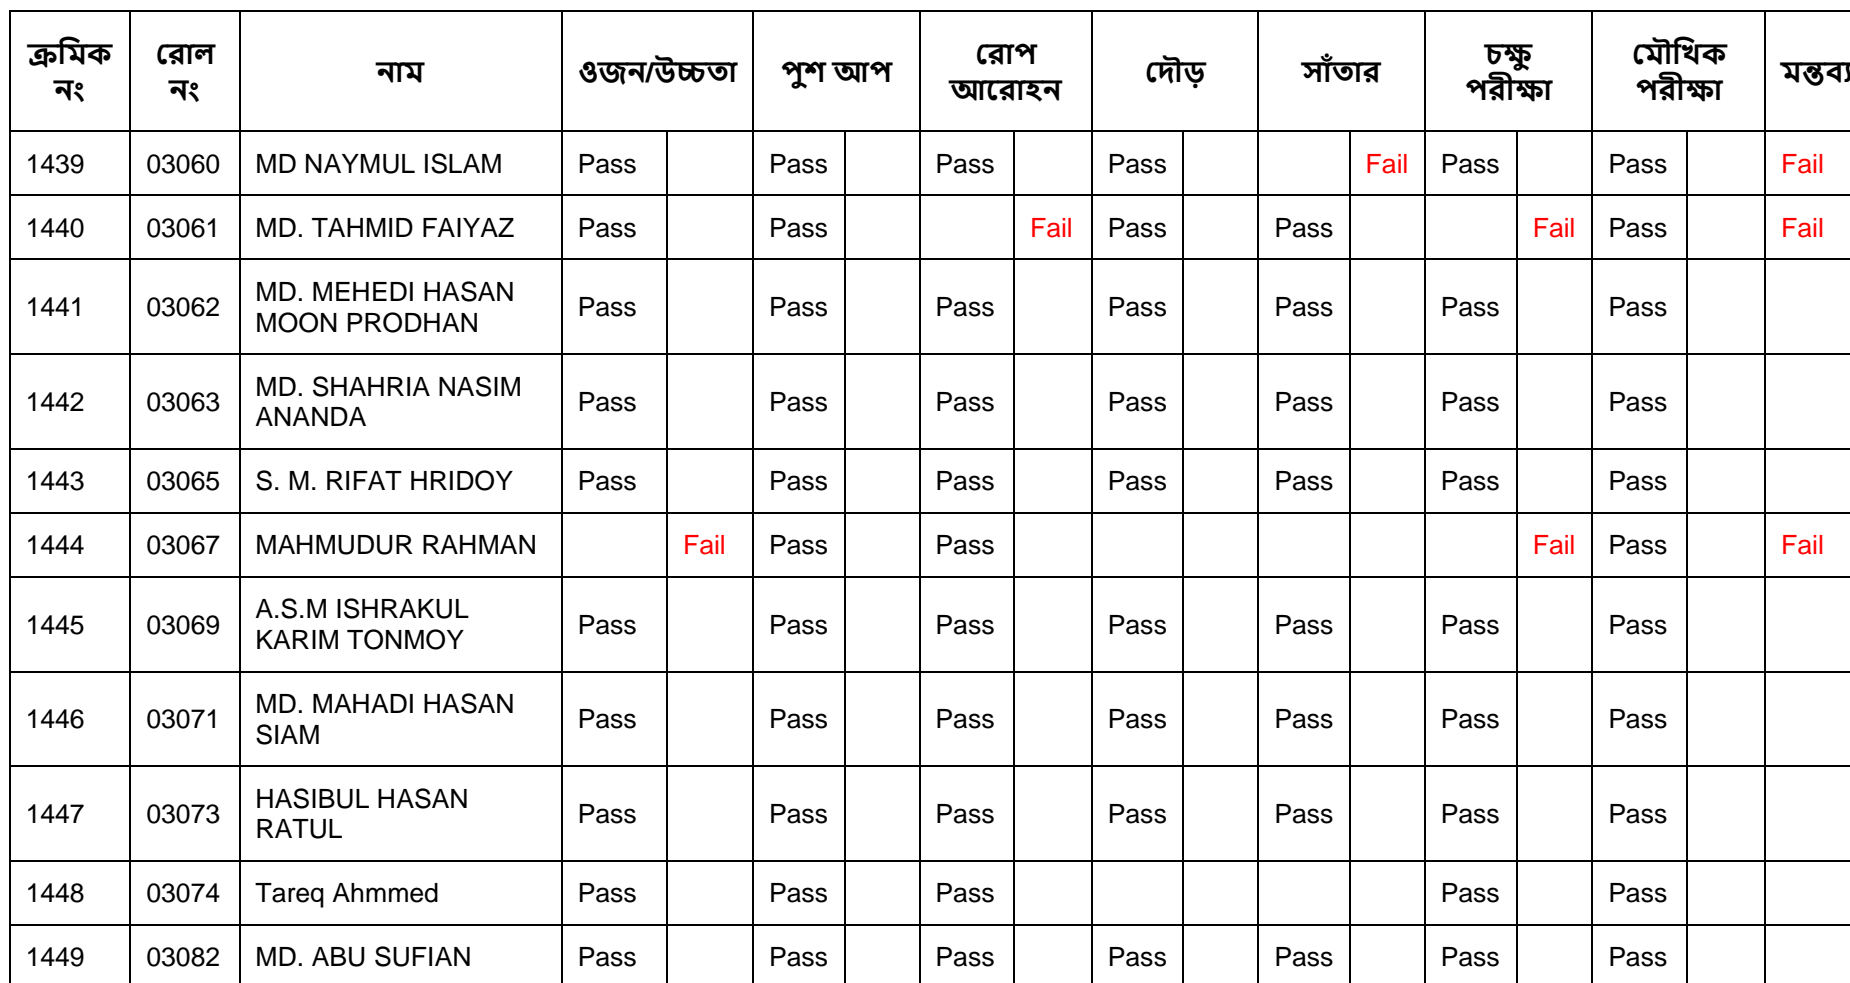 ক্রমিক নং রোল নং নাম ওজন/উচ্চতা পুশ আপ রোপ আরোহন দৌড় সাঁতার চক্ষু পরীক্ষা মৌখিক পরীক্ষা মন্তব্য
1439 03060 MD NAYMUL ISLAM Pass Pass Pass Pass Fail Pass Pass Fail
1440 03061 MD. TAHMID FAIYAZ Pass Pass Fail Pass Pass Fail Pass Fail
1441 03062 MD. MEHEDI HASAN MOON PRODHAN Pass Pass Pass Pass Pass Pass Pass
1442 03063 MD. SHAHRIA NASIM ANANDA Pass Pass Pass Pass Pass Pass Pass
1443 03065 S. M. RIFAT HRIDOY Pass Pass Pass Pass Pass Pass Pass
1444 03067 MAHMUDUR RAHMAN Fail Pass Pass Fail Pass Fail
1445 03069 A.S.M ISHRAKUL KARIM TONMOY Pass Pass Pass Pass Pass Pass Pass
1446 03071 MD. MAHADI HASAN SIAM Pass Pass Pass Pass Pass Pass Pass
1447 03073 HASIBUL HASAN RATUL Pass Pass Pass Pass Pass Pass Pass
1448 03074 Tareq Ahmmed Pass Pass Pass Pass Pass
1449 03082 MD. ABU SUFIAN Pass Pass Pass Pass Pass Pass Pass